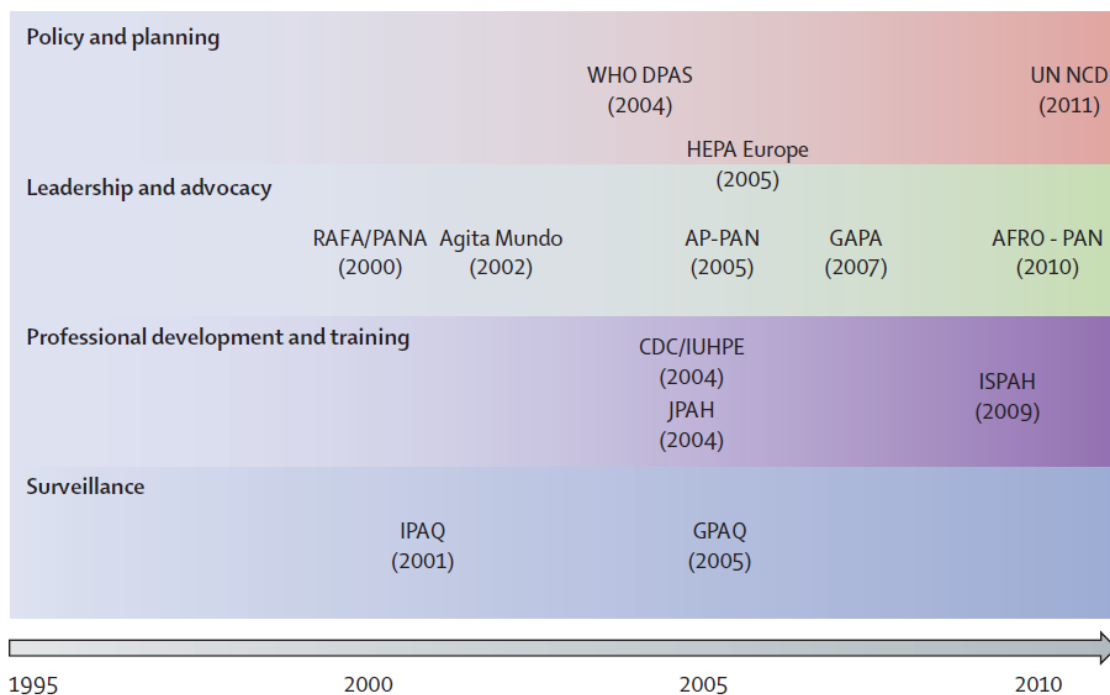 Policy and planning
WHO DPAS
(2004)
UN NCD
(2011)
HEPA Europe
(2005)
Leadership and advocacy
RAFA/PANA
(2000)
Agita Mundo
(2002)
AP-PAN
(2005)
GAPA
(2007)
AFRO - PAN
(2010)
Professional development and training
CDC/IUHPE
(2004)
JPAH
(2004)
ISPAH
(2009)
Surveillance
IPAQ
(2001)
GPAQ
(2005)
1995 2000 2005 2010